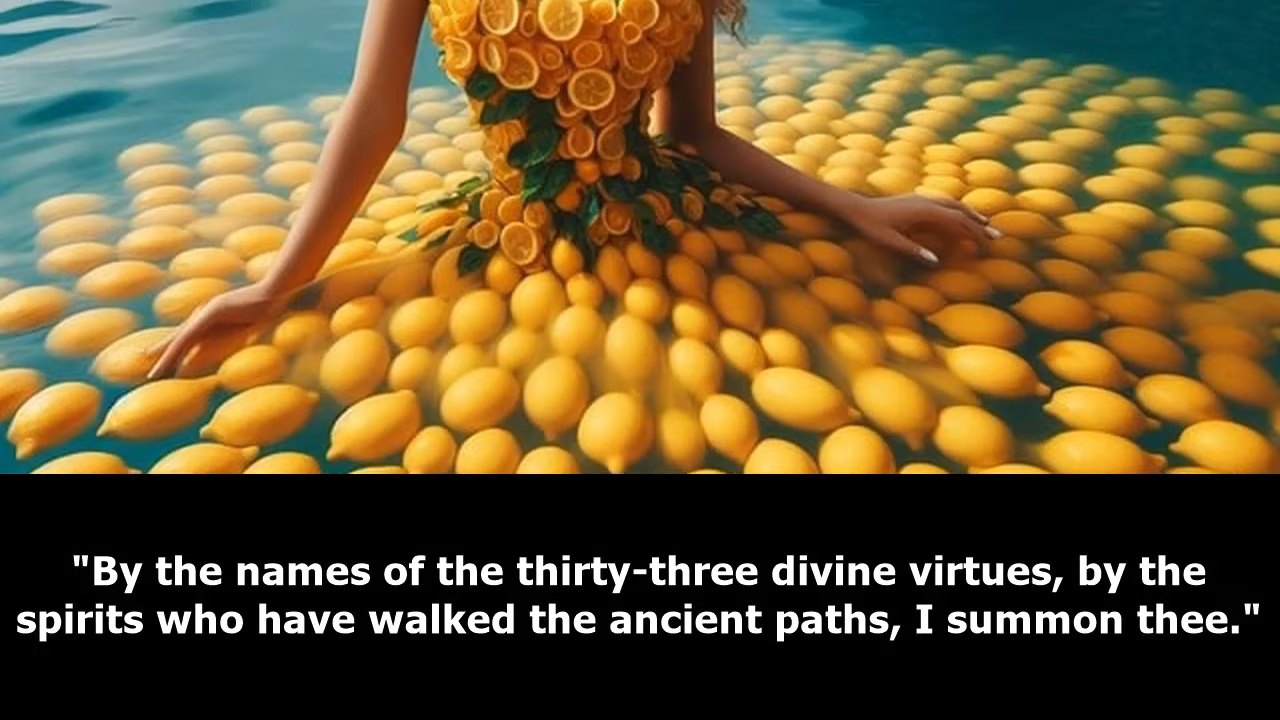 "By the names of the thirty-three divine virtues, by the
spirits who have walked the ancient paths, I summon thee."